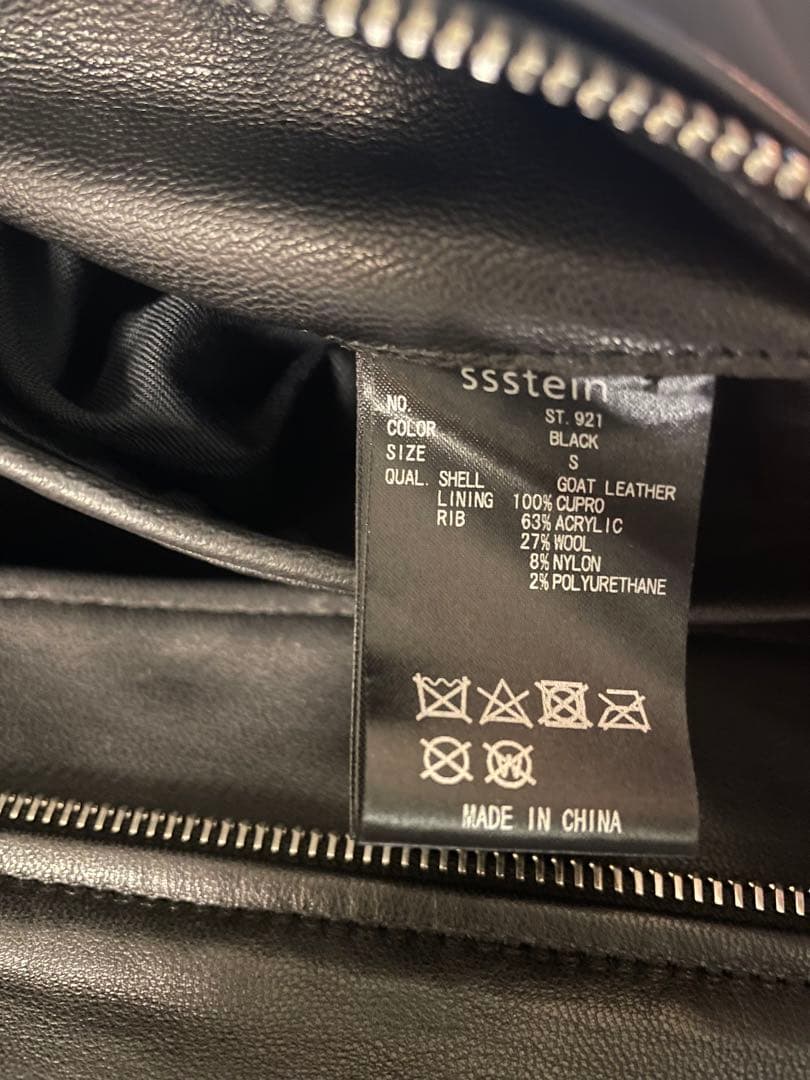 ssstein
NO. ST.921
COLOR BLACK
SIZE S
QUAL. SHELL GOAT LEATHER
LINING 100% CUPRO
RIB 63% ACRYLIC
27% WOOL
8% NYLON
2% POLYURETHANE
W
MADE IN CHINA